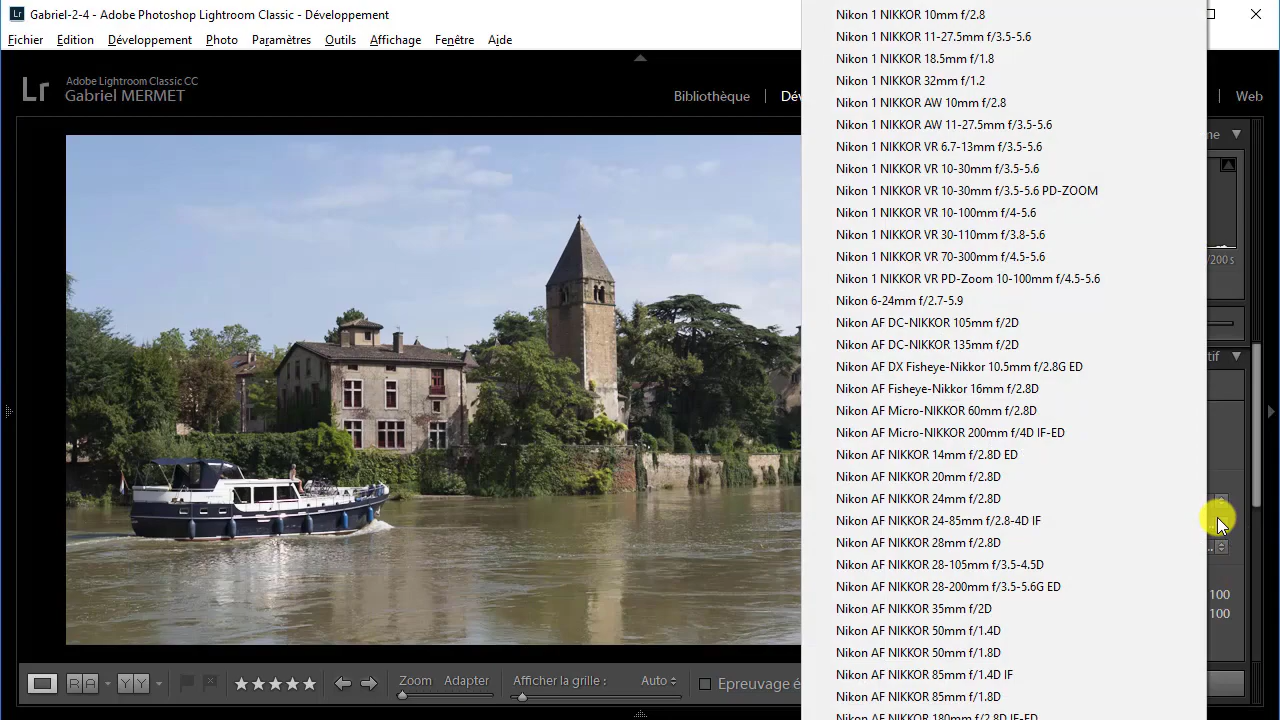 Lr Gabriel-2-4 - Adobe Photoshop Lightroom Classic - Développement
Fichier Edition Développement Photo Paramètres Outils Affichage Fenêtre Aide
Lr Adobe Lightroom Classic CC
Gabriel MERMET
Bibliothèque | Dév
| Web
Nikon 1 NIKKOR 10mm f/2.8
Nikon 1 NIKKOR 11-27.5mm f/3.5-5.6
Nikon 1 NIKKOR 18.5mm f/1.8
Nikon 1 NIKKOR 32mm f/1.2
Nikon 1 NIKKOR AW 10mm f/2.8
Nikon 1 NIKKOR AW 11-27.5mm f/3.5-5.6
Nikon 1 NIKKOR VR 6.7-13mm f/3.5-5.6
Nikon 1 NIKKOR VR 10-30mm f/3.5-5.6
Nikon 1 NIKKOR VR 10-30mm f/3.5-5.6 PD-ZOOM
Nikon 1 NIKKOR VR 10-100mm f/4-5.6
Nikon 1 NIKKOR VR 30-110mm f/3.8-5.6
Nikon 1 NIKKOR VR 70-300mm f/4.5-5.6
Nikon 1 NIKKOR VR PD-Zoom 10-100mm f/4.5-5.6
Nikon 6-24mm f/2.7-5.9
Nikon AF DC-NIKKOR 105mm f/2D
Nikon AF DC-NIKKOR 135mm f/2D
Nikon AF DX Fisheye-Nikkor 10.5mm f/2.8G ED
Nikon AF Fisheye-Nikkor 16mm f/2.8D
Nikon AF Micro-NIKKOR 60mm f/2.8D
Nikon AF Micro-NIKKOR 200mm f/4D IF-ED
Nikon AF NIKKOR 14mm f/2.8D ED
Nikon AF NIKKOR 20mm f/2.8D
Nikon AF NIKKOR 24mm f/2.8D
Nikon AF NIKKOR 24-85mm f/2.8-4D IF
Nikon AF NIKKOR 28mm f/2.8D
Nikon AF NIKKOR 28-105mm f/3.5-4.5D
Nikon AF NIKKOR 28-200mm f/3.5-5.6G ED
Nikon AF NIKKOR 35mm f/2D
Nikon AF NIKKOR 50mm f/1.4D
Nikon AF NIKKOR 50mm f/1.8D
Nikon AF NIKKOR 85mm f/1.4D IF
Nikon AF NIKKOR 85mm f/1.8D
Nikon AF NIKKOR 180mm f/2.8D IF-ED
me
/200 s
tif
100
100
R A Y Y Zoom Adapter Afficher la grille : Auto Epreuvage é